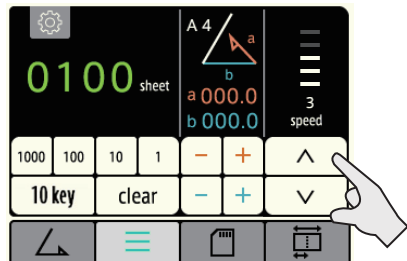 A 4
a
b
0100 sheet
a 000.0
b 000.0
3
speed
1000 100 10 1 − +
10 key clear − +